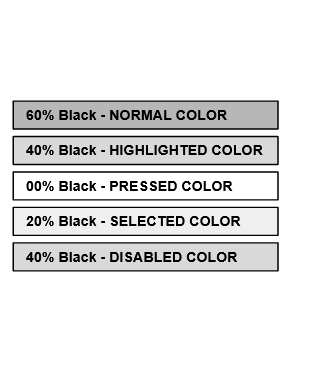 60% Black - NORMAL COLOR
40% Black - HIGHLIGHTED COLOR
00% Black - PRESSED COLOR
20% Black - SELECTED COLOR
40% Black - DISABLED COLOR